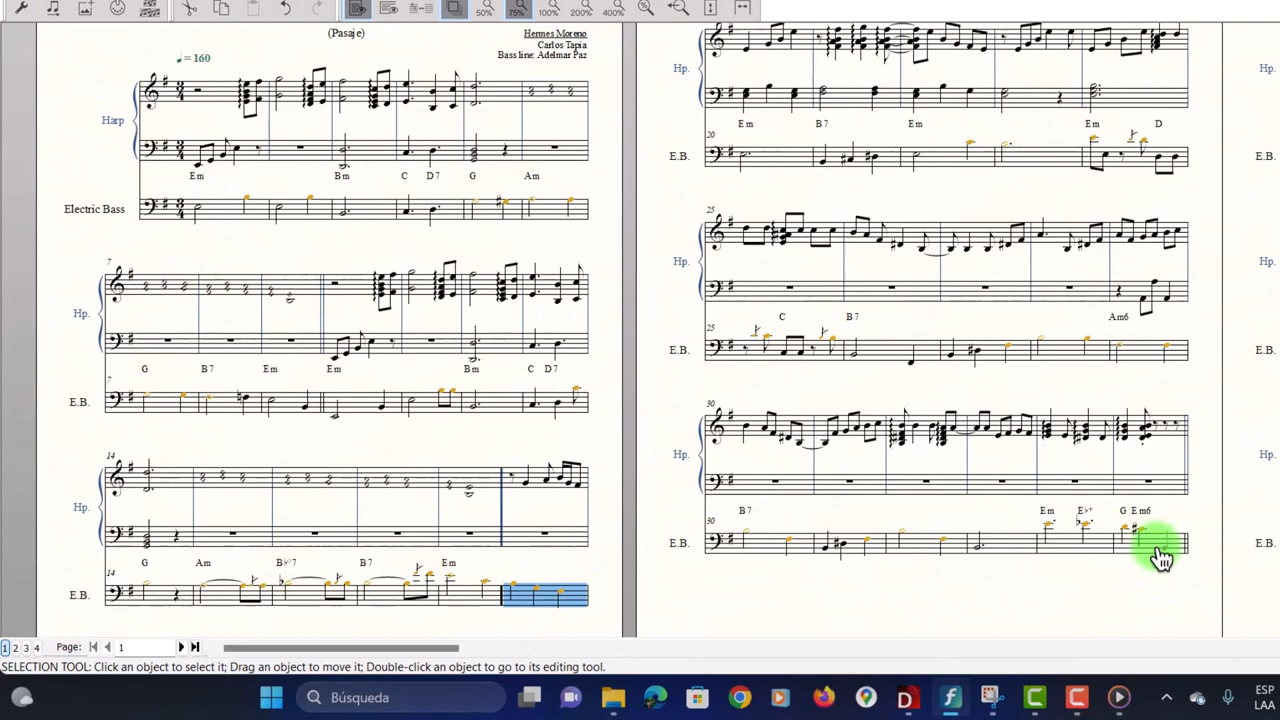 50% 75% 100% 200% 400%
(Pasaje)
Hermes Moreno
Carlos Tapia
Bass line: Adelmar Paz
= 160
Harp
Em Bm C D7 G Am
Electric Bass
7
Hp.
G B7 Em Em Bm C D7
7
E.B.
14
Hp.
G Am B♭○7 B7 Em
14
E.B.
Hp.
Em B7 Em Em D
20
E.B.
25
Hp.
C B7 Am6
25
E.B.
30
Hp.
B7 Em E♭+ G Em6
30
E.B.
Hp.
E.B.
Hp.
E.B.
Hp.
E.B.
1 2 3 4 Page: 1
SELECTION TOOL: Click an object to select it; Drag an object to move it; Double-click an object to go to its editing tool.
Búsqueda
ESP
LAA